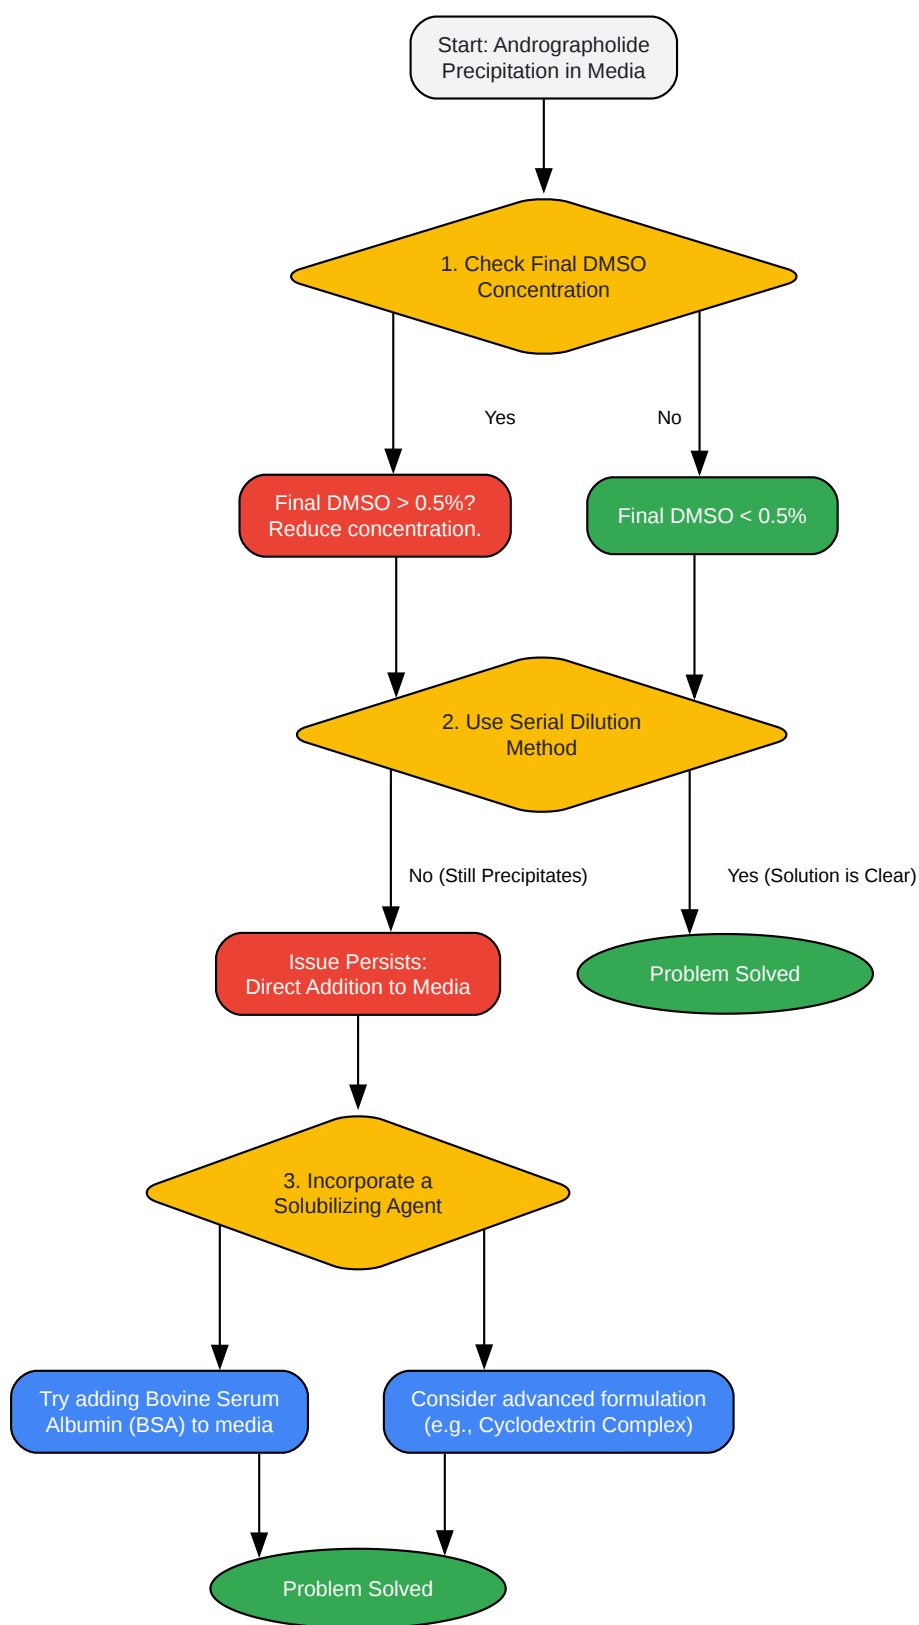 Start: Andrographolide
Precipitation in Media
1. Check Final DMSO
Concentration
Yes
No
Final DMSO > 0.5%?
Reduce concentration.
Final DMSO < 0.5%
2. Use Serial Dilution
Method
No (Still Precipitates)
Yes (Solution is Clear)
Issue Persists:
Direct Addition to Media
Problem Solved
3. Incorporate a
Solubilizing Agent
Try adding Bovine Serum
Albumin (BSA) to media
Consider advanced formulation
(e.g., Cyclodextrin Complex)
Problem Solved